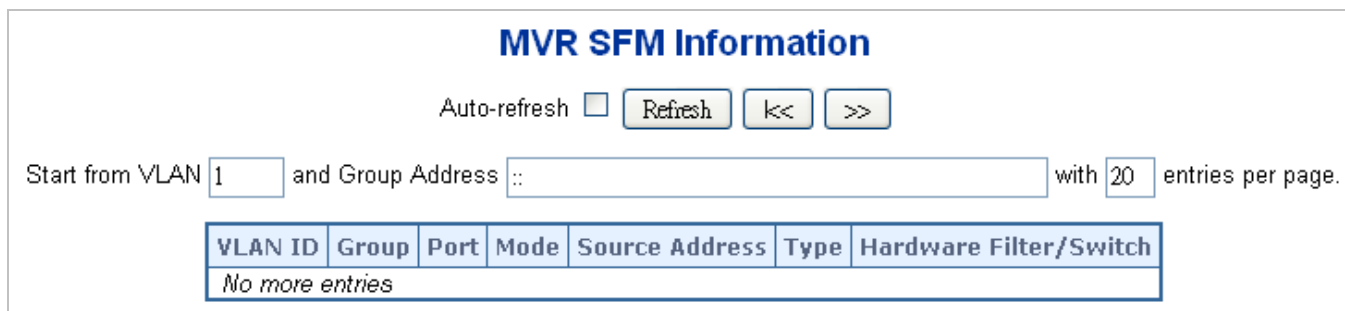 MVR SFM Information
Auto-refresh Refresh |<< >>
Start from VLAN 1 and Group Address :: with 20 entries per page.
VLAN ID Group Port Mode Source Address Type Hardware Filter/Switch
No more entries